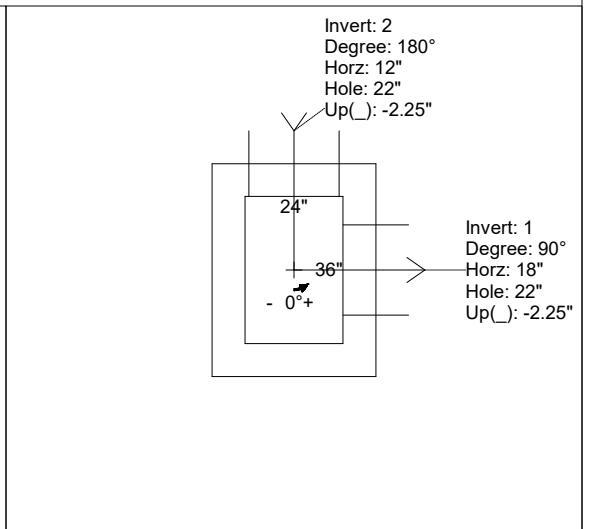 Invert: 2
Degree: 180°
Horz: 12"
Hole: 22"
Up(_): -2.25"
24"
36"
- 0°+
Invert: 1
Degree: 90°
Horz: 18"
Hole: 22"
Up(_): -2.25"